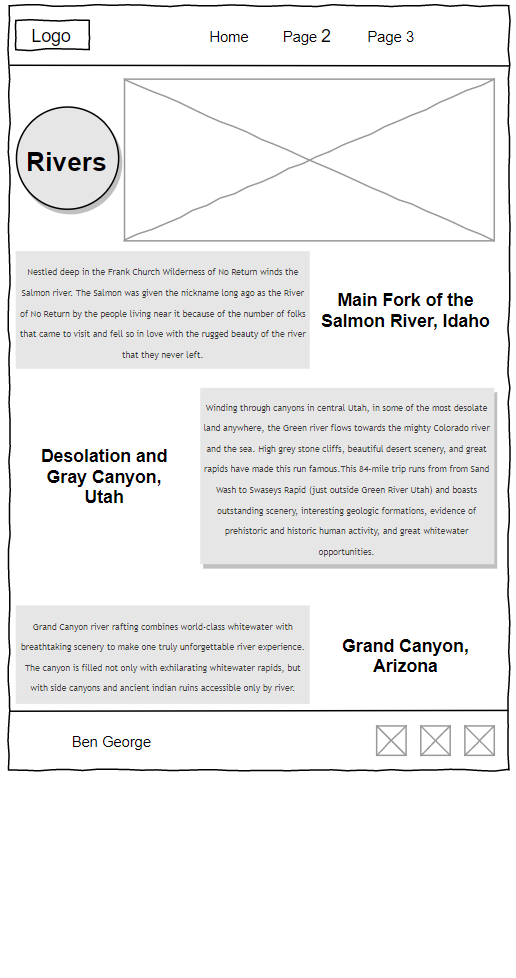 Logo
Home Page 2 Page 3
Rivers
Nestled deep in the Frank Church Wilderness of No Return winds the
Salmon river. The Salmon was given the nickname long ago as the River
of No Return by the people living near it because of the number of folks
that came to visit and fell so in love with the rugged beauty of the river
that they never left.
Main Fork of the
Salmon River, Idaho
Desolation and
Gray Canyon,
Utah
Winding through canyons in central Utah, in some of the most desolate
land anywhere, the Green river flows towards the mighty Colorado river
and the sea. High grey stone cliffs, beautiful desert scenery, and great
rapids have made this run famous.This 84-mile trip runs from from Sand
Wash to Swaseys Rapid (just outside Green River Utah) and boasts
outstanding scenery, interesting geologic formations, evidence of
prehistoric and historic human activity, and great whitewater
opportunities.
Grand Canyon river rafting combines world-class whitewater with
breathtaking scenery to make one truly unforgettable river experience.
The canyon is filled not only with exhilarating whitewater rapids, but
with side canyons and ancient indian ruins accessible only by river.
Grand Canyon,
Arizona
Ben George